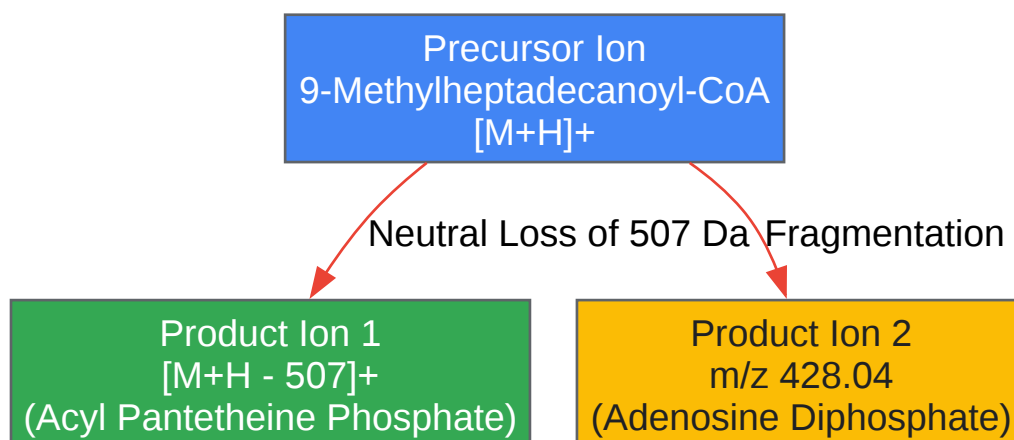 Precursor Ion
9-Methylheptadecanoyl-CoA
[M+H]+
Neutral Loss of 507 Da
Fragmentation
Product Ion 1
[M+H - 507]+
(Acyl Pantetheine Phosphate)
Product Ion 2
m/z 428.04
(Adenosine Diphosphate)